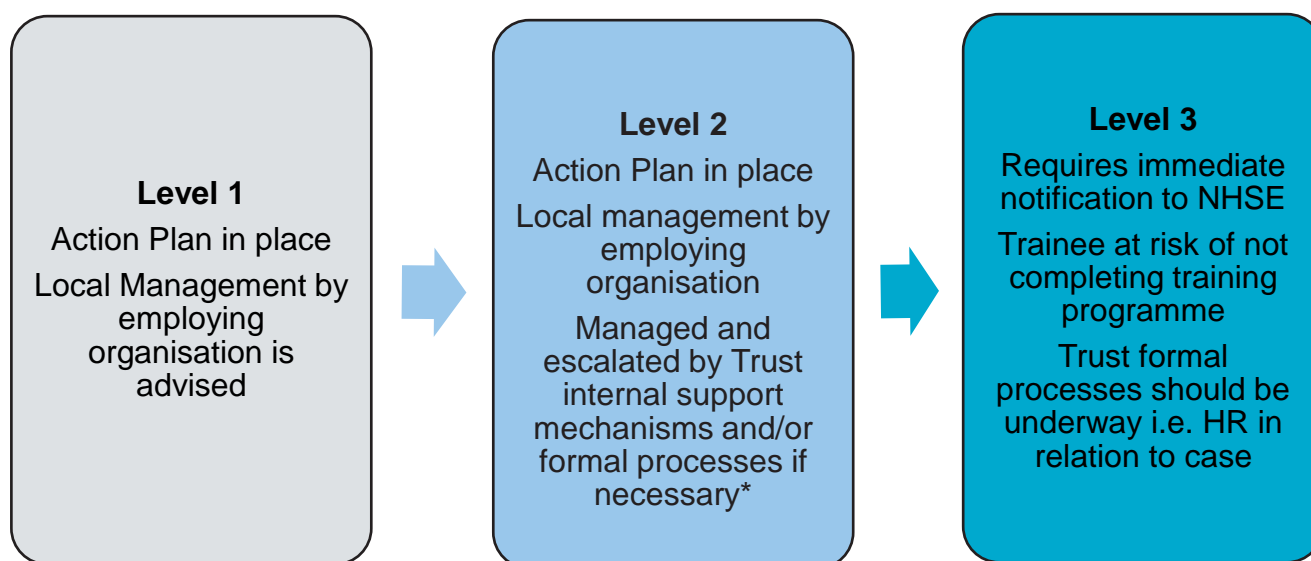 Level 1
Action Plan in place
Local Management by
employing
organisation is
advised
Level 2
Action Plan in place
Local management by
employing
organisation
Managed and
escalated by Trust
internal support
mechanisms and/or
formal processes if
necessary*
Level 3
Requires immediate
notification to NHSE
Trainee at risk of not
completing training
programme
Trust formal
processes should be
underway i.e. HR in
relation to case